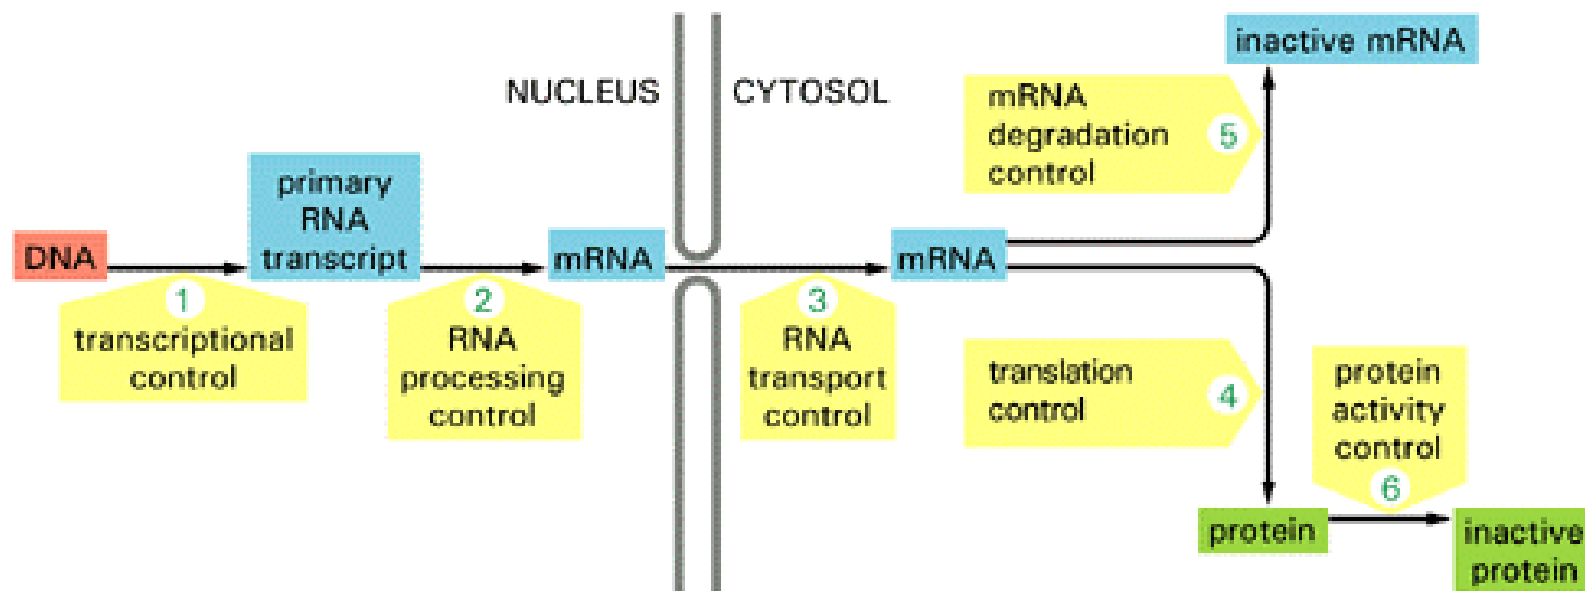 NUCLEUS
CYTOSOL
DNA
primary
RNA
transcript
mRNA
mRNA
inactive mRNA
1
transcriptional
control
2
RNA
processing
control
3
RNA
transport
control
mRNA
degradation
control
5
translation
control
4
protein
activity
control
6
protein
inactive
protein